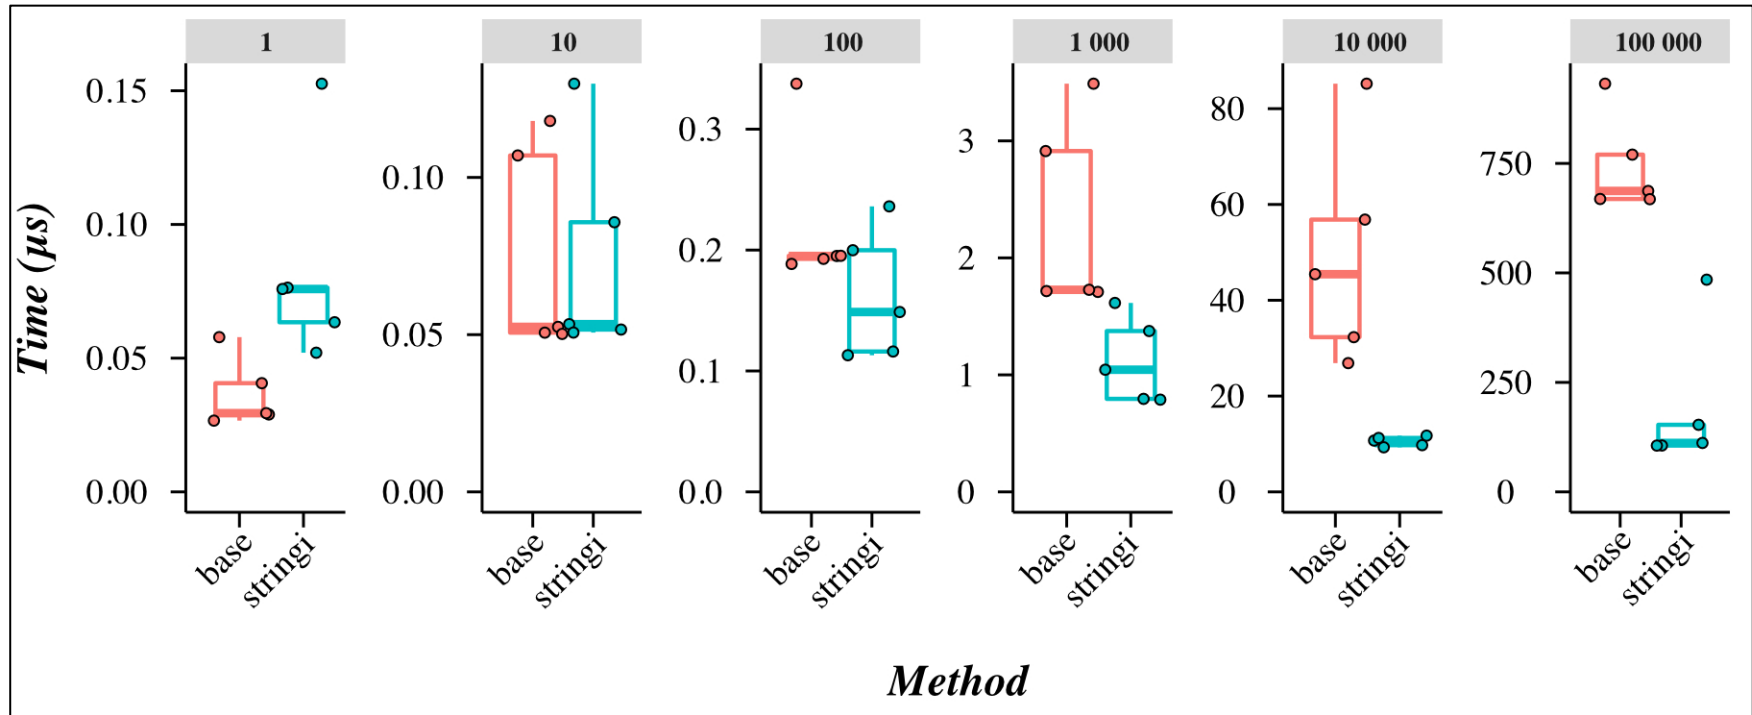 1
10
100
1 000
10 000
100 000
Time (µs)
0.15
0.10
0.05
0.00
0.10
0.05
0.00
0.3
0.2
0.1
0.0
3
2
1
0
80
60
40
20
0
750
500
250
0
base
stringi
base
stringi
base
stringi
base
stringi
base
stringi
base
stringi
Method